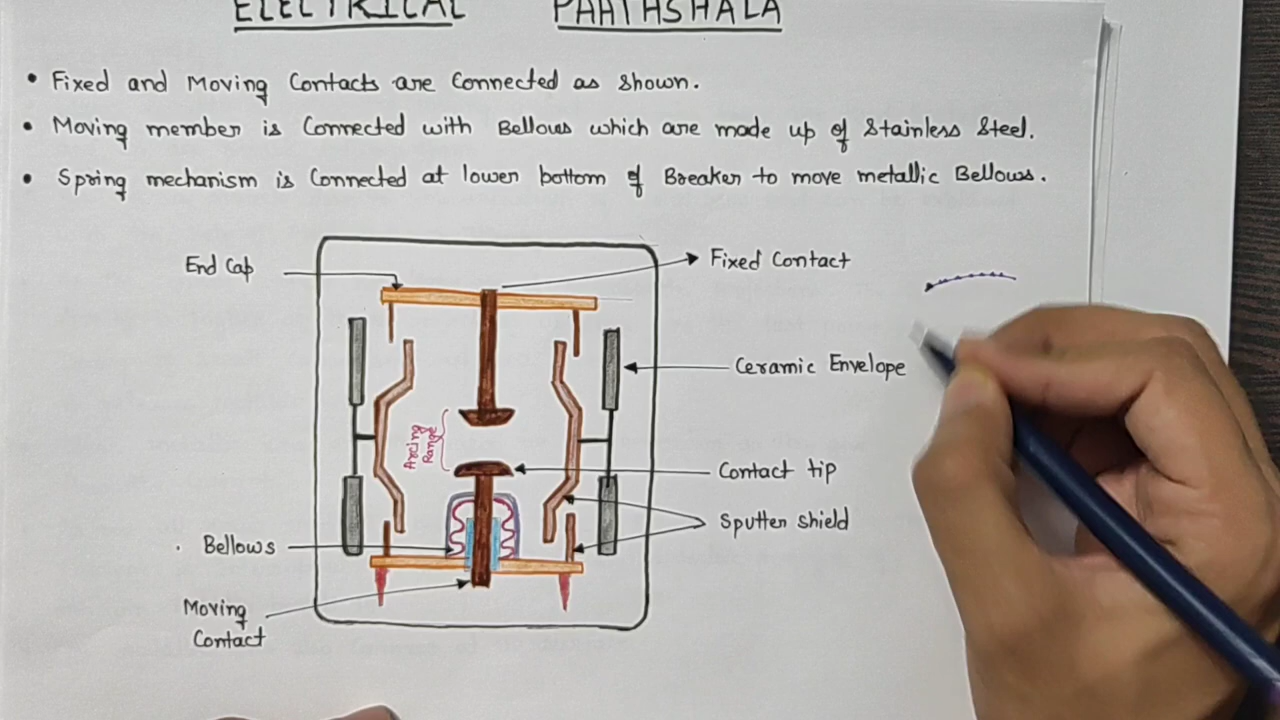 ELECTRICAL PAATHSHALA
• Fixed and Moving Contacts are Connected as Shown.
• Moving member is Connected with Bellows which are made up of Stainless Steel.
• Spring mechanism is Connected at lower bottom of Breaker to move metallic Bellows.
End Cap
Fixed Contact
Ceramic Envelope
Arcing
Range
Contact tip
Sputter Shield
Bellows
Moving
Contact